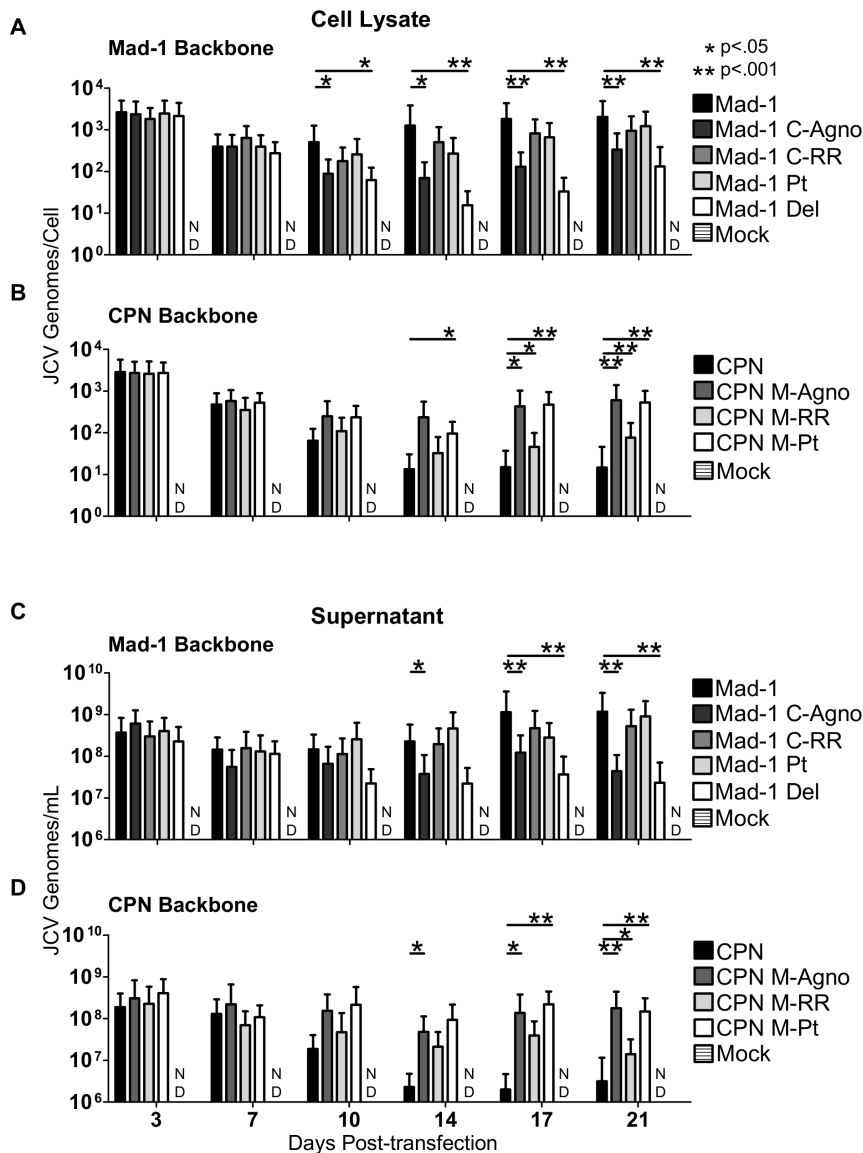 A
Cell Lysate
Mad-1 Backbone
* p<.05
** p<.001
* *
* **
** **
** **
10⁴
10³
10²
10¹
10⁰
N D N D N D N D N D N D
Mad-1
Mad-1 C-Agno
Mad-1 C-RR
Mad-1 Pt
Mad-1 Del
Mock
JCV Genomes/Cell
B
CPN Backbone
*
** * *
** ** **
10⁴
10³
10²
10¹
10⁰
N D N D N D N D N D N D
CPN
CPN M-Agno
CPN M-RR
CPN M-Pt
Mock
C
Supernatant
Mad-1 Backbone
*
** **
** **
10¹⁰
10⁹
10⁸
10⁷
10⁶
N D N D N D N D N D N D
Mad-1
Mad-1 C-Agno
Mad-1 C-RR
Mad-1 Pt
Mad-1 Del
Mock
JCV Genomes/mL
D
CPN Backbone
*
** *
** * **
10¹⁰
10⁹
10⁸
10⁷
10⁶
N D N D N D N D N D N D
CPN
CPN M-Agno
CPN M-RR
CPN M-Pt
Mock
3 7 10 14 17 21
Days Post-transfection